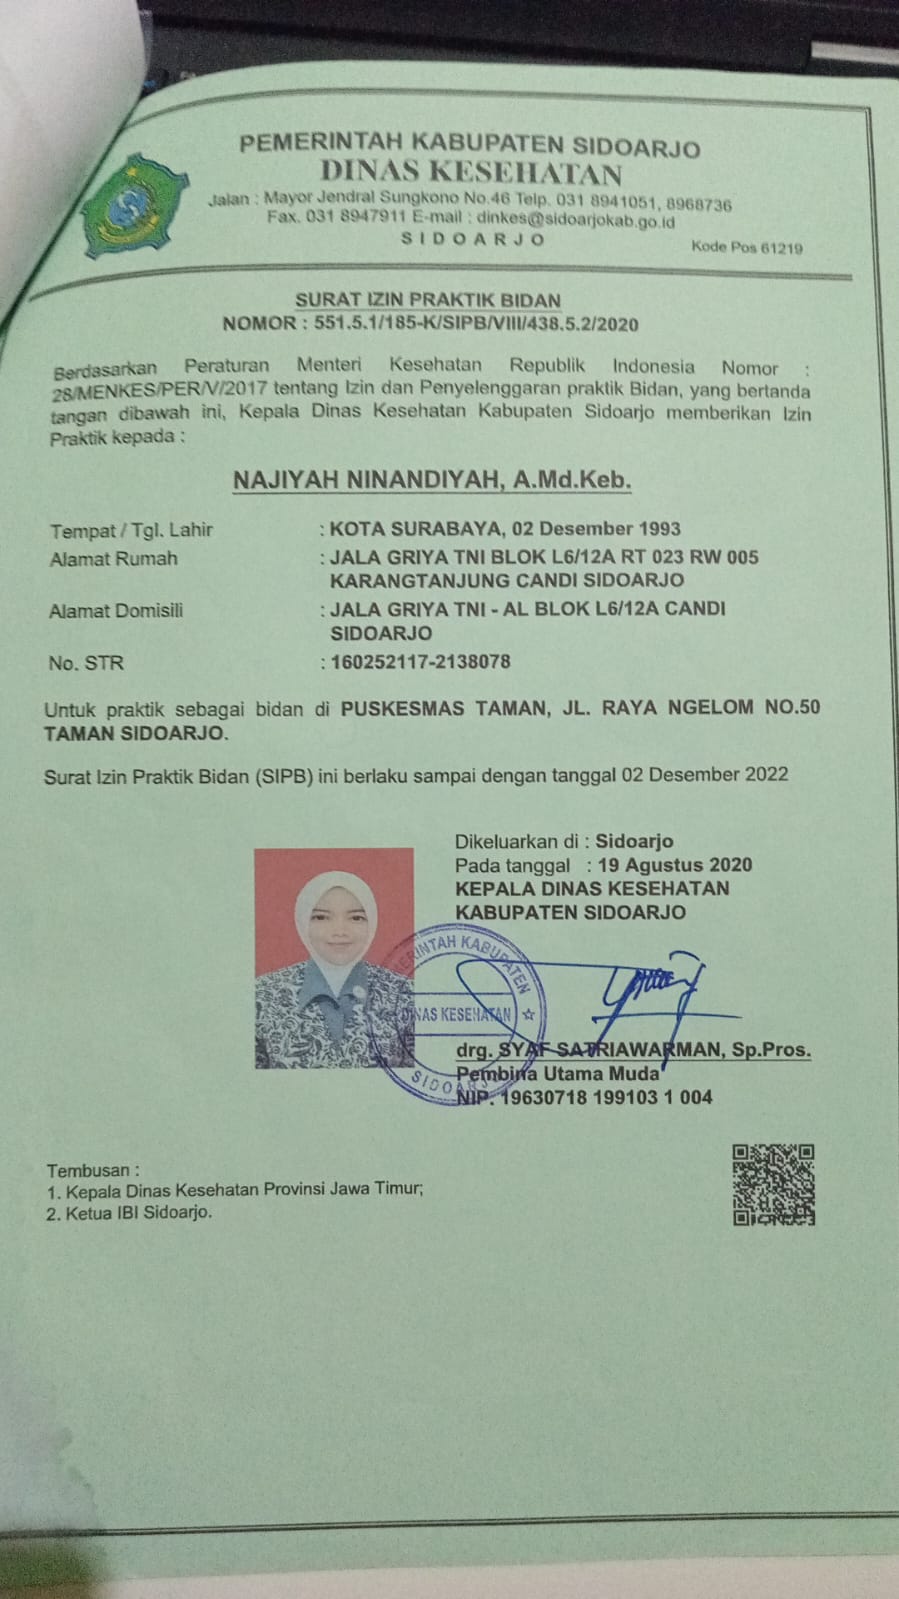 PEMERINTAH KABUPATEN SIDOARJO
DINAS KESEHATAN
Jalan : Mayor Jendral Sungkono No.46 Telp. 031 8941051, 8968736
Fax. 031 8947911 E-mail : dinkes@sidoarjokab.go.id
SIDOARJO
Kode Pos 61219
SURAT IZIN PRAKTIK BIDAN
NOMOR : 551.5.1/185-K/SIPB/VIII/438.5.2/2020
Berdasarkan Peraturan Menteri Kesehatan Republik Indonesia Nomor :
28/MENKES/PER/V/2017 tentang Izin dan Penyelenggaran praktik Bidan, yang bertanda
tangan dibawah ini, Kepala Dinas Kesehatan Kabupaten Sidoarjo memberikan Izin
Praktik kepada :
NAJIYAH NINANDIYAH, A.Md.Keb.
Tempat / Tgl. Lahir : KOTA SURABAYA, 02 Desember 1993
Alamat Rumah : JALA GRIYA TNI BLOK L6/12A RT 023 RW 005
KARANGTANJUNG CANDI SIDOARJO
Alamat Domisili : JALA GRIYA TNI - AL BLOK L6/12A CANDI
SIDOARJO
No. STR : 160252117-2138078
Untuk praktik sebagai bidan di PUSKESMAS TAMAN, JL. RAYA NGELOM NO.50
TAMAN SIDOARJO.
Surat Izin Praktik Bidan (SIPB) ini berlaku sampai dengan tanggal 02 Desember 2022
Dikeluarkan di : Sidoarjo
Pada tanggal : 19 Agustus 2020
KEPALA DINAS KESEHATAN
KABUPATEN SIDOARJO
KABUPATEN
DINAS KESEHATAN
SIDOARJO
drg. SYAF SATRIAWARMAN, Sp.Pros.
Pembina Utama Muda
NIP. 19630718 199103 1 004
Tembusan :
1. Kepala Dinas Kesehatan Provinsi Jawa Timur;
2. Ketua IBI Sidoarjo.